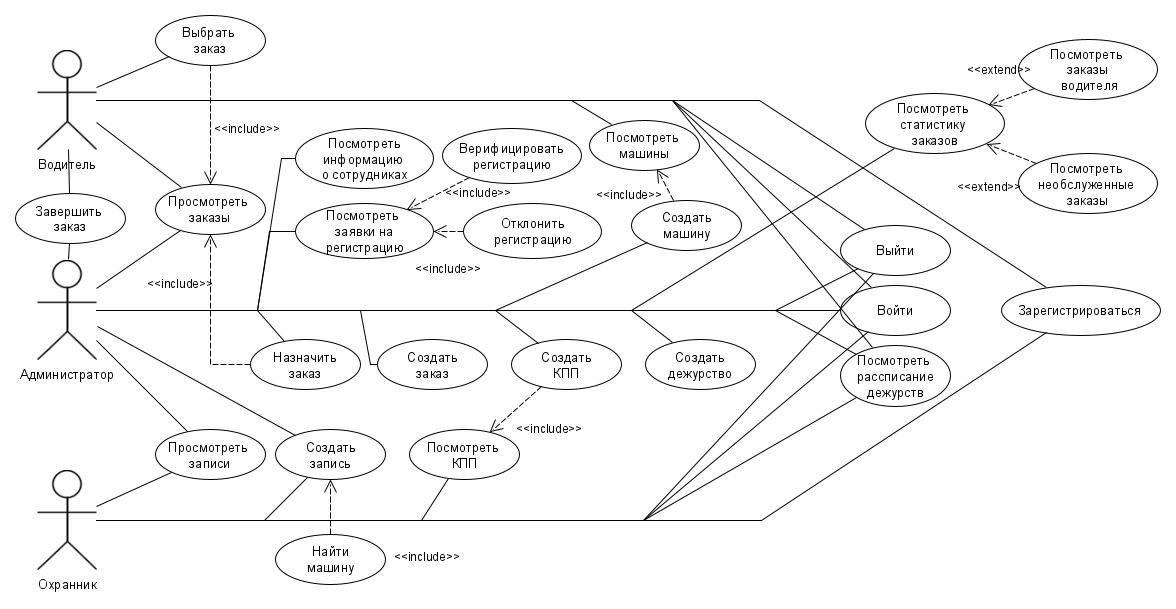 Выбрать
заказ
Посмотреть
заказы
водителя
<<extend>>
Посмотреть
статистику
заказов
<<include>>
Посмотреть
информацию
о сотрудниках
Верифицировать
регистрацию
Посмотреть
машины
Водитель
<<include>>
<<include>>
Посмотреть
необслуженные
заказы
<<extend>>
Завершить
заказ
Просмотреть
заказы
Посмотреть
заявки на
регистрацию
Отклонить
регистрацию
Создать
машину
Выйти
<<include>>
<<include>>
Войти
Зарегистрироваться
Администратор
Назначить
заказ
Создать
заказ
Создать
КПП
Создать
дежурство
Посмотреть
рассписание
дежурств
<<include>>
Просмотреть
записи
Создать
запись
Посмотреть
КПП
Найти
машину
<<include>>
Охранник